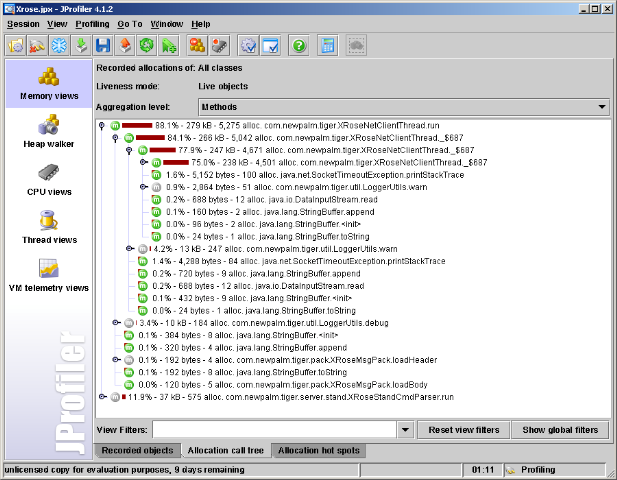 Xrose.jpx - JProfiler 4.1.2
Session View Profiling Go To Window Help
Recorded allocations of: All classes
Liveness mode: Live objects
Aggregation level: Methods
Memory views
Heap walker
CPU views
Thread views
VM telemetry views
JProfiler
88.1% - 279 kB - 5,275 alloc. com.newpalm.tiger.XRoseNetClientThread.run
84.1% - 266 kB - 5,042 alloc. com.newpalm.tiger.XRoseNetClientThread._$687
77.9% - 247 kB - 4,671 alloc. com.newpalm.tiger.XRoseNetClientThread._$687
75.0% - 238 kB - 4,501 alloc. com.newpalm.tiger.XRoseNetClientThread._$687
1.6% - 5,152 bytes - 100 alloc. java.net.SocketTimeoutException.printStackTrace
0.9% - 2,864 bytes - 51 alloc. com.newpalm.tiger.util.LoggerUtils.warn
0.2% - 688 bytes - 12 alloc. java.io.DataInputStream.read
0.1% - 160 bytes - 2 alloc. java.lang.StringBuffer.append
0.0% - 96 bytes - 2 alloc. java.lang.StringBuffer.<init>
0.0% - 24 bytes - 1 alloc. java.lang.StringBuffer.toString
4.2% - 13 kB - 247 alloc. com.newpalm.tiger.util.LoggerUtils.warn
1.4% - 4,288 bytes - 84 alloc. java.net.SocketTimeoutException.printStackTrace
0.2% - 720 bytes - 9 alloc. java.lang.StringBuffer.append
0.2% - 688 bytes - 12 alloc. java.io.DataInputStream.read
0.1% - 432 bytes - 9 alloc. java.lang.StringBuffer.<init>
0.0% - 24 bytes - 1 alloc. java.lang.StringBuffer.toString
3.4% - 10 kB - 184 alloc. com.newpalm.tiger.util.LoggerUtils.debug
0.1% - 384 bytes - 8 alloc. java.lang.StringBuffer.<init>
0.1% - 320 bytes - 4 alloc. java.lang.StringBuffer.append
0.1% - 192 bytes - 4 alloc. com.newpalm.tiger.pack.XRoseMsgPack.loadHeader
0.1% - 192 bytes - 8 alloc. java.lang.StringBuffer.toString
0.0% - 120 bytes - 5 alloc. com.newpalm.tiger.pack.XRoseMsgPack.loadBody
11.9% - 37 kB - 575 alloc. com.newpalm.tiger.server.stand.XRoseStandCmdParser.run
View Filters: Reset view filters Show global filters
Recorded objects Allocation call tree Allocation hot spots
unlicensed copy for evaluation purposes, 9 days remaining 01:11 Profiling